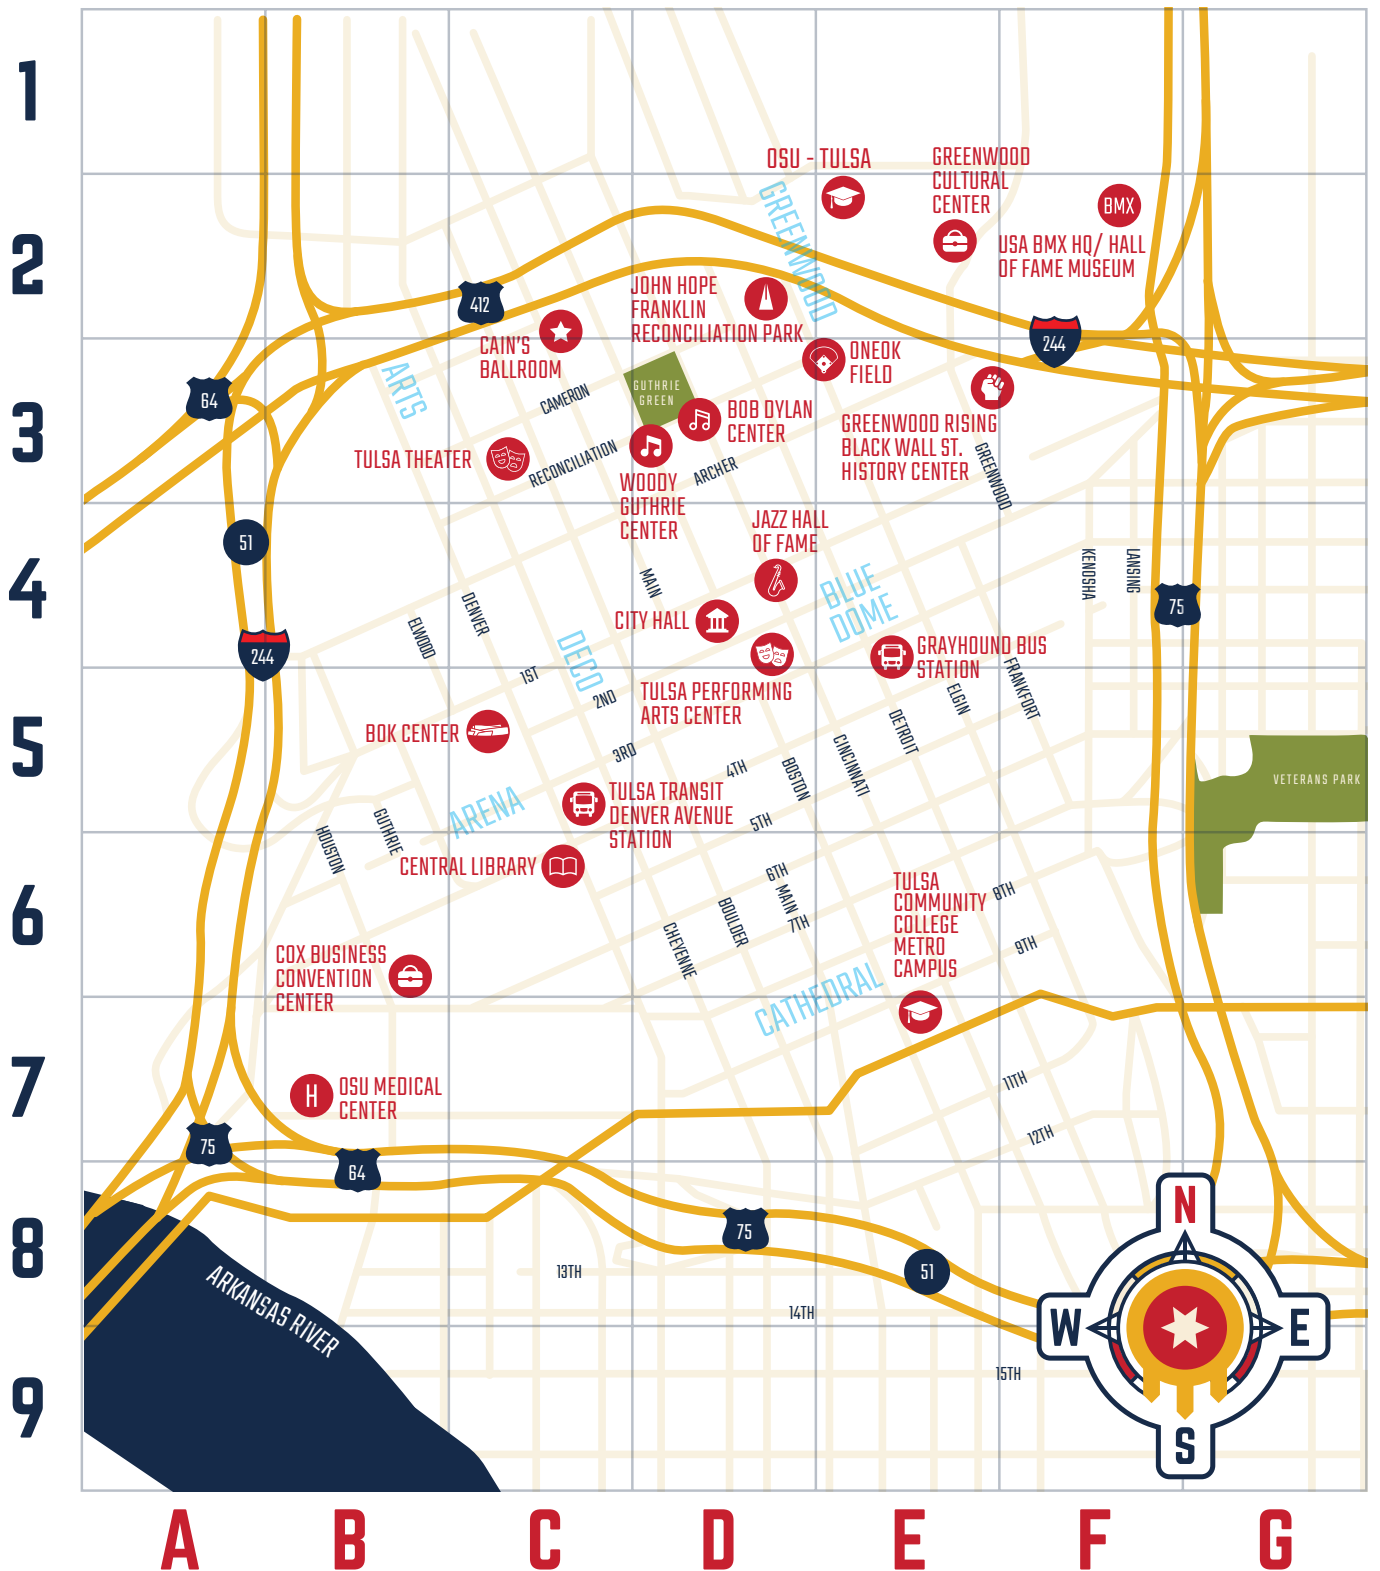 1
2
3
4
5
6
7
8
9
A
B
C
D
E
F
G
OSU - TULSA
GREENWOOD
CULTURAL
CENTER
BMX
USA BMX HQ/ HALL
OF FAME MUSEUM
GREENWOOD
412
JOHN HOPE
FRANKLIN
RECONCILIATION PARK
CAIN'S
BALLROOM
244
ONEOK
FIELD
64
ARTS
CAMERON
GUTHRIE
GREEN
BOB DYLAN
CENTER
GREENWOOD RISING
BLACK WALL ST.
HISTORY CENTER
GREENWOOD
TULSA THEATER
RECONCILIATION
ARCHER
WOODY
GUTHRIE
CENTER
JAZZ HALL
OF FAME
51
MAIN
BLUE
DOME
KENOSHA
LANSING
75
DENVER
ELWOOD
CITY HALL
244
DECO
GRAYHOUND BUS
STATION
1ST
2ND
TULSA PERFORMING
ARTS CENTER
ELGIN
FRANKFORT
BOK CENTER
3RD
DETROIT
4TH
BOSTON
CINCINNATI
VETERANS PARK
ARENA
TULSA TRANSIT
DENVER AVENUE
STATION
5TH
HOUSTON
GUTHRIE
CENTRAL LIBRARY
6TH
MAIN
7TH
8TH
TULSA
COMMUNITY
COLLEGE
METRO
CAMPUS
BOULDER
CHEYENNE
9TH
COX BUSINESS
CONVENTION
CENTER
CATHEDRAL
H
OSU MEDICAL
CENTER
11TH
12TH
75
64
75
51
ARKANSAS RIVER
13TH
14TH
15TH
N
W
E
S